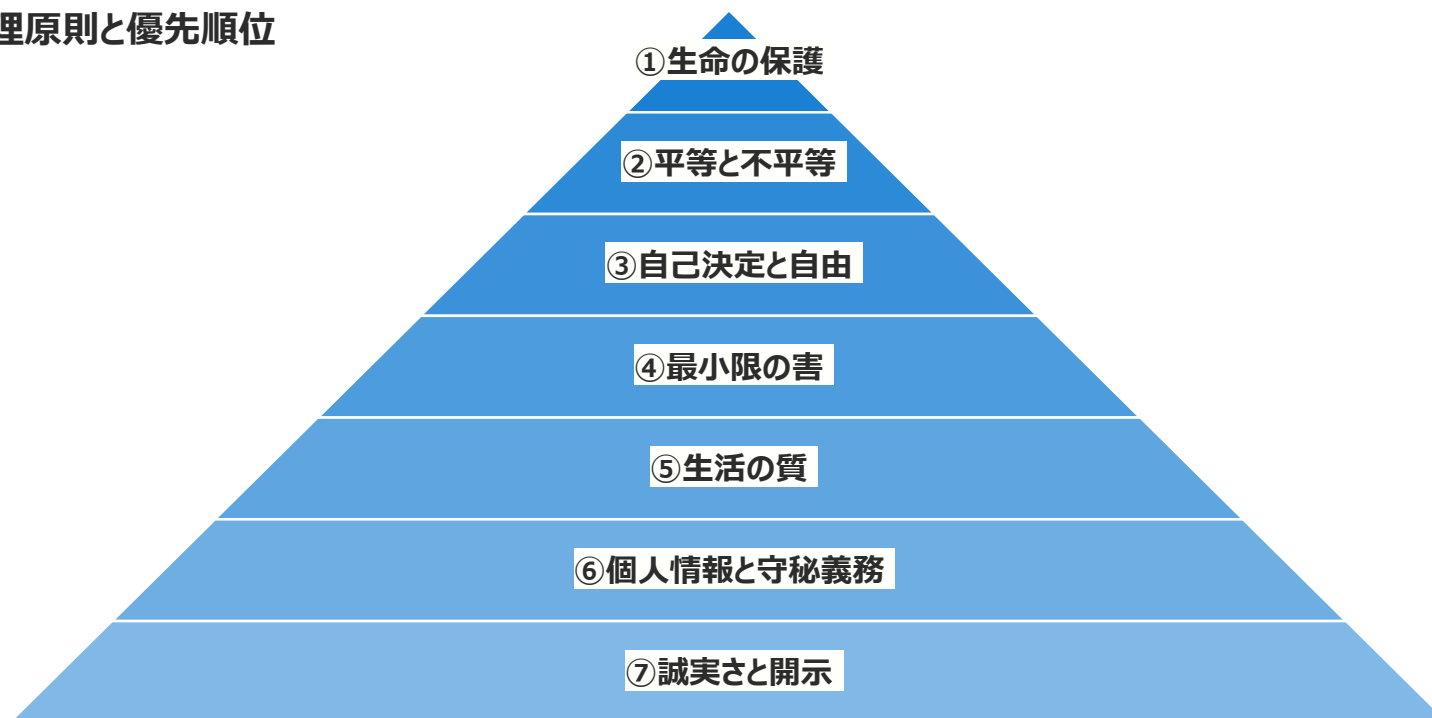 理原則と優先順位
①生命の保護
②平等と不平等
③自己決定と自由
④最小限の害
⑤生活の質
⑥個人情報と守秘義務
⑦誠実さと開示